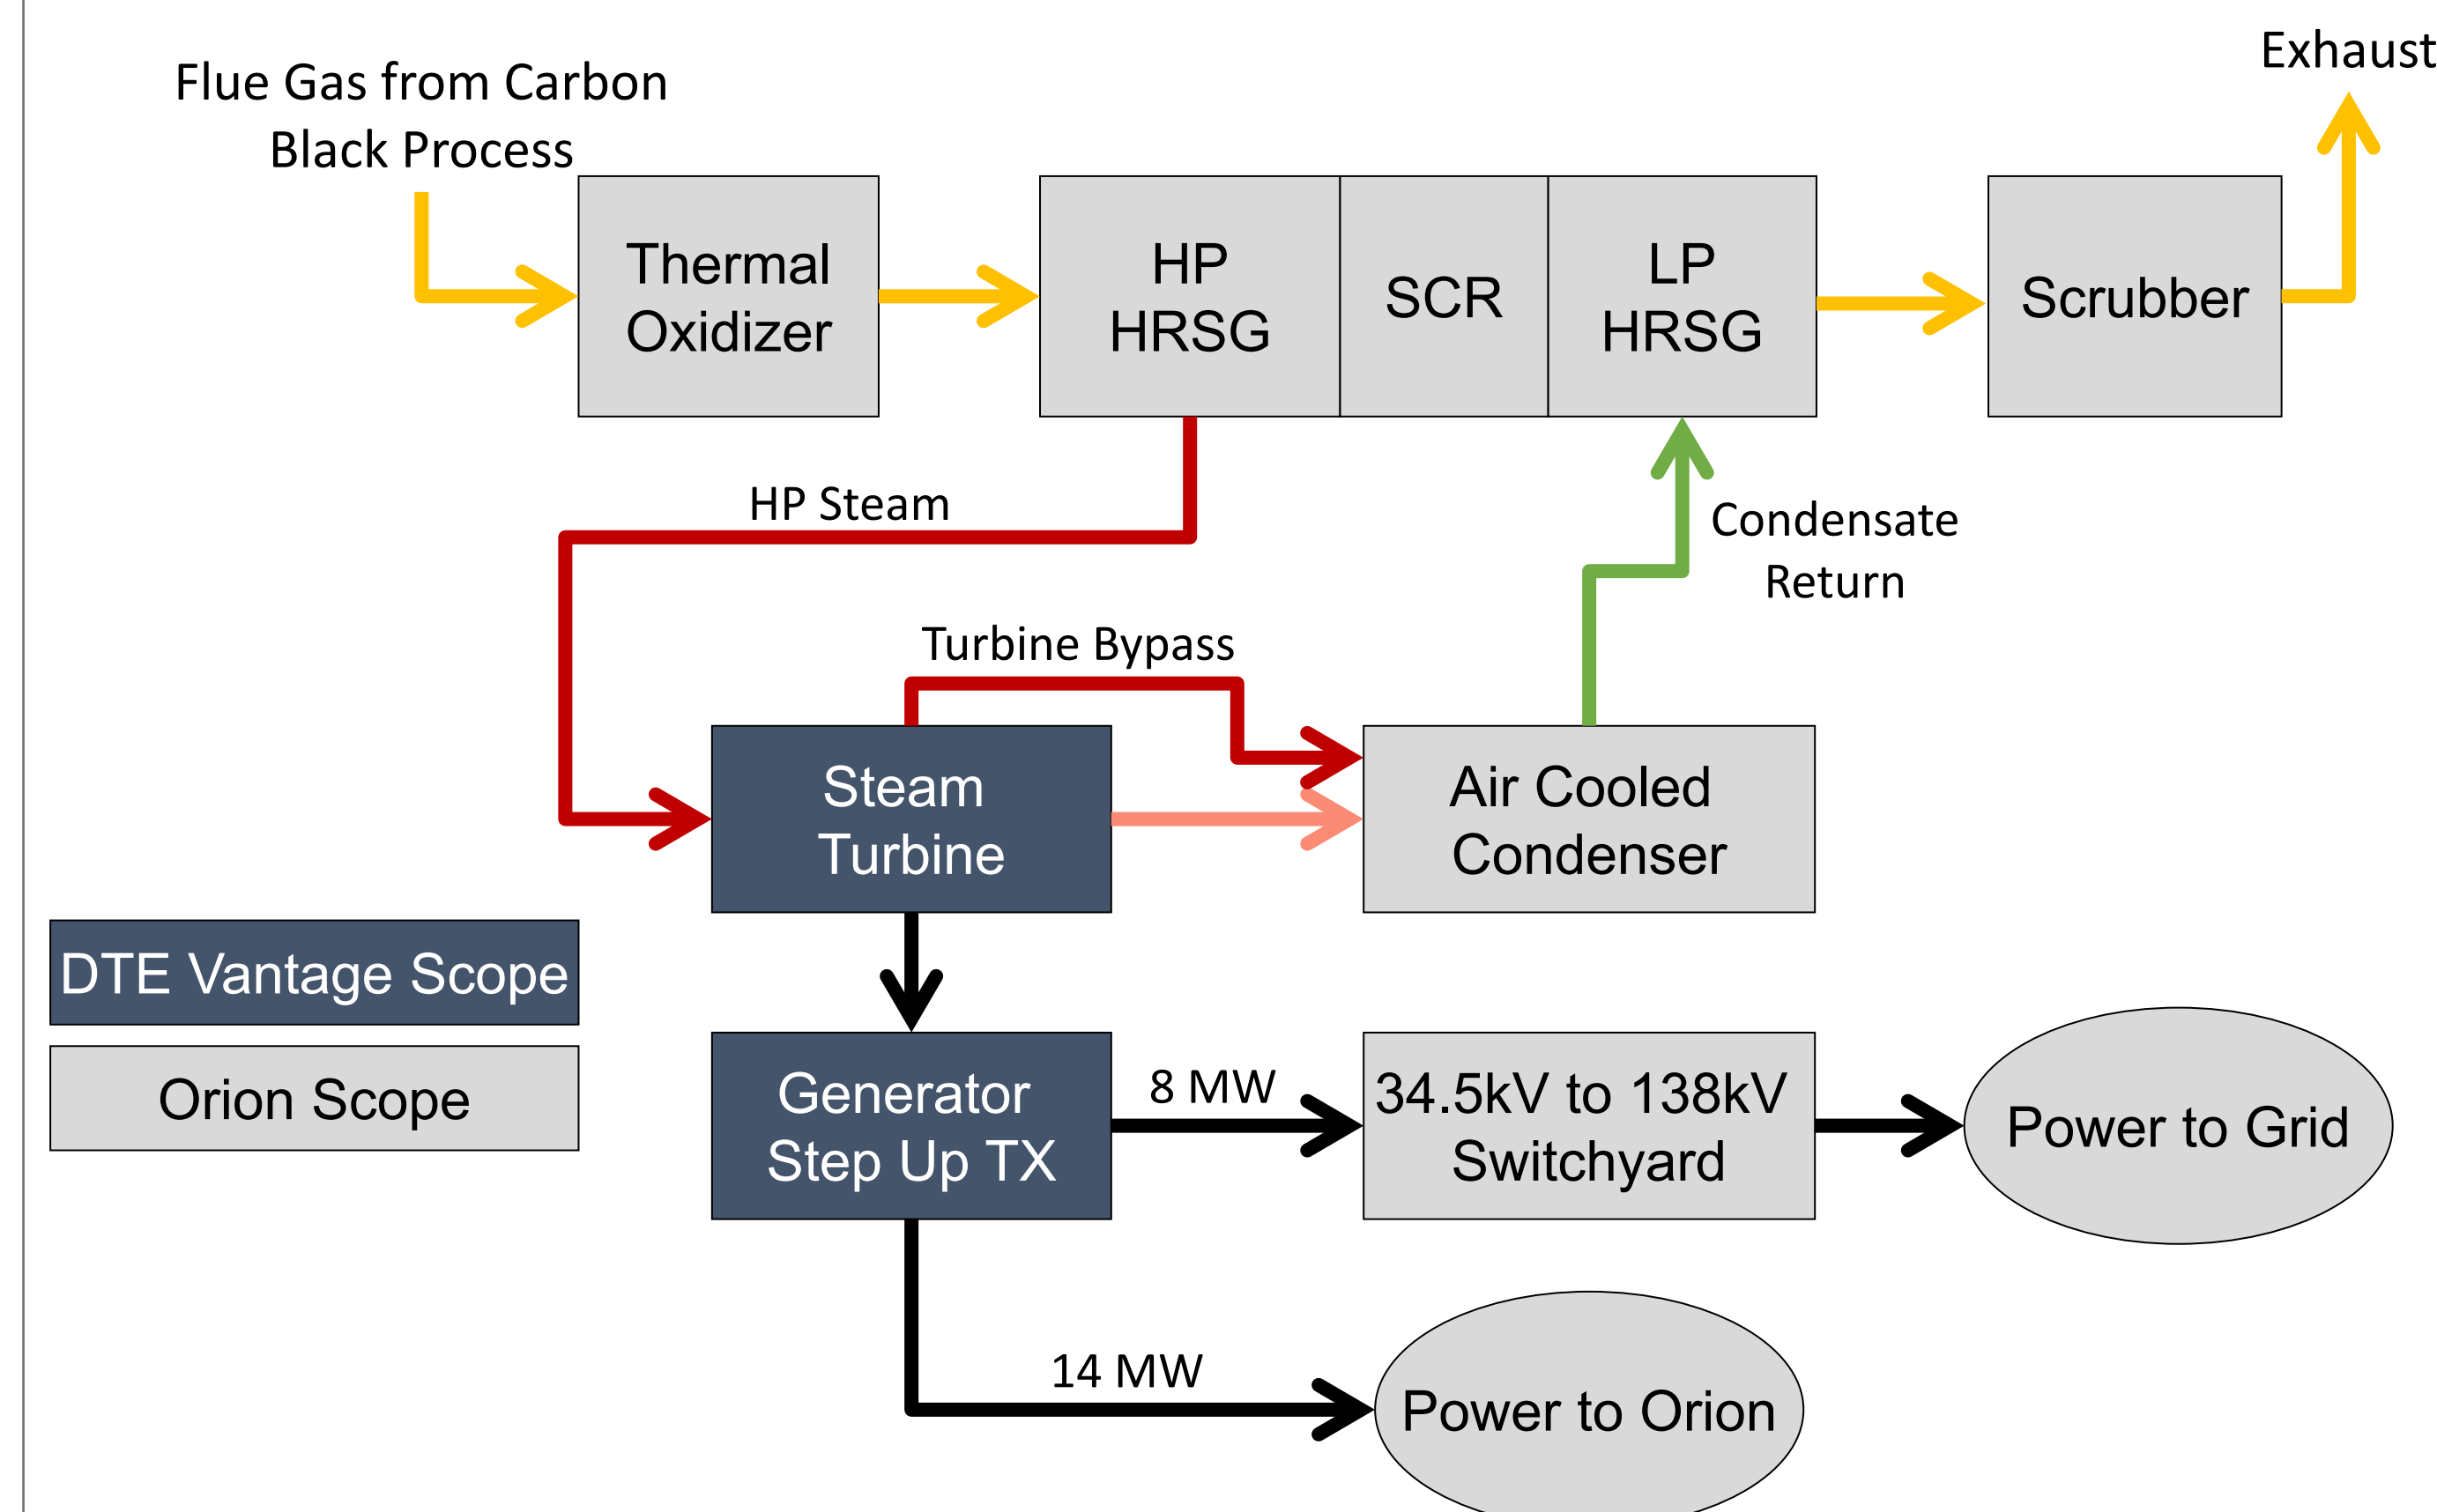 Exhaust
Flue Gas from Carbon
Black Process
Thermal
Oxidizer
HP
HRSG
SCR
LP
HRSG
Scrubber
HP Steam
Condensate
Return
Turbine Bypass
Steam
Turbine
Air Cooled
Condenser
DTE Vantage Scope
Orion Scope
Generator
Step Up TX
8 MW
34.5kV to 138kV
Switchyard
Power to Grid
14 MW
Power to Orion